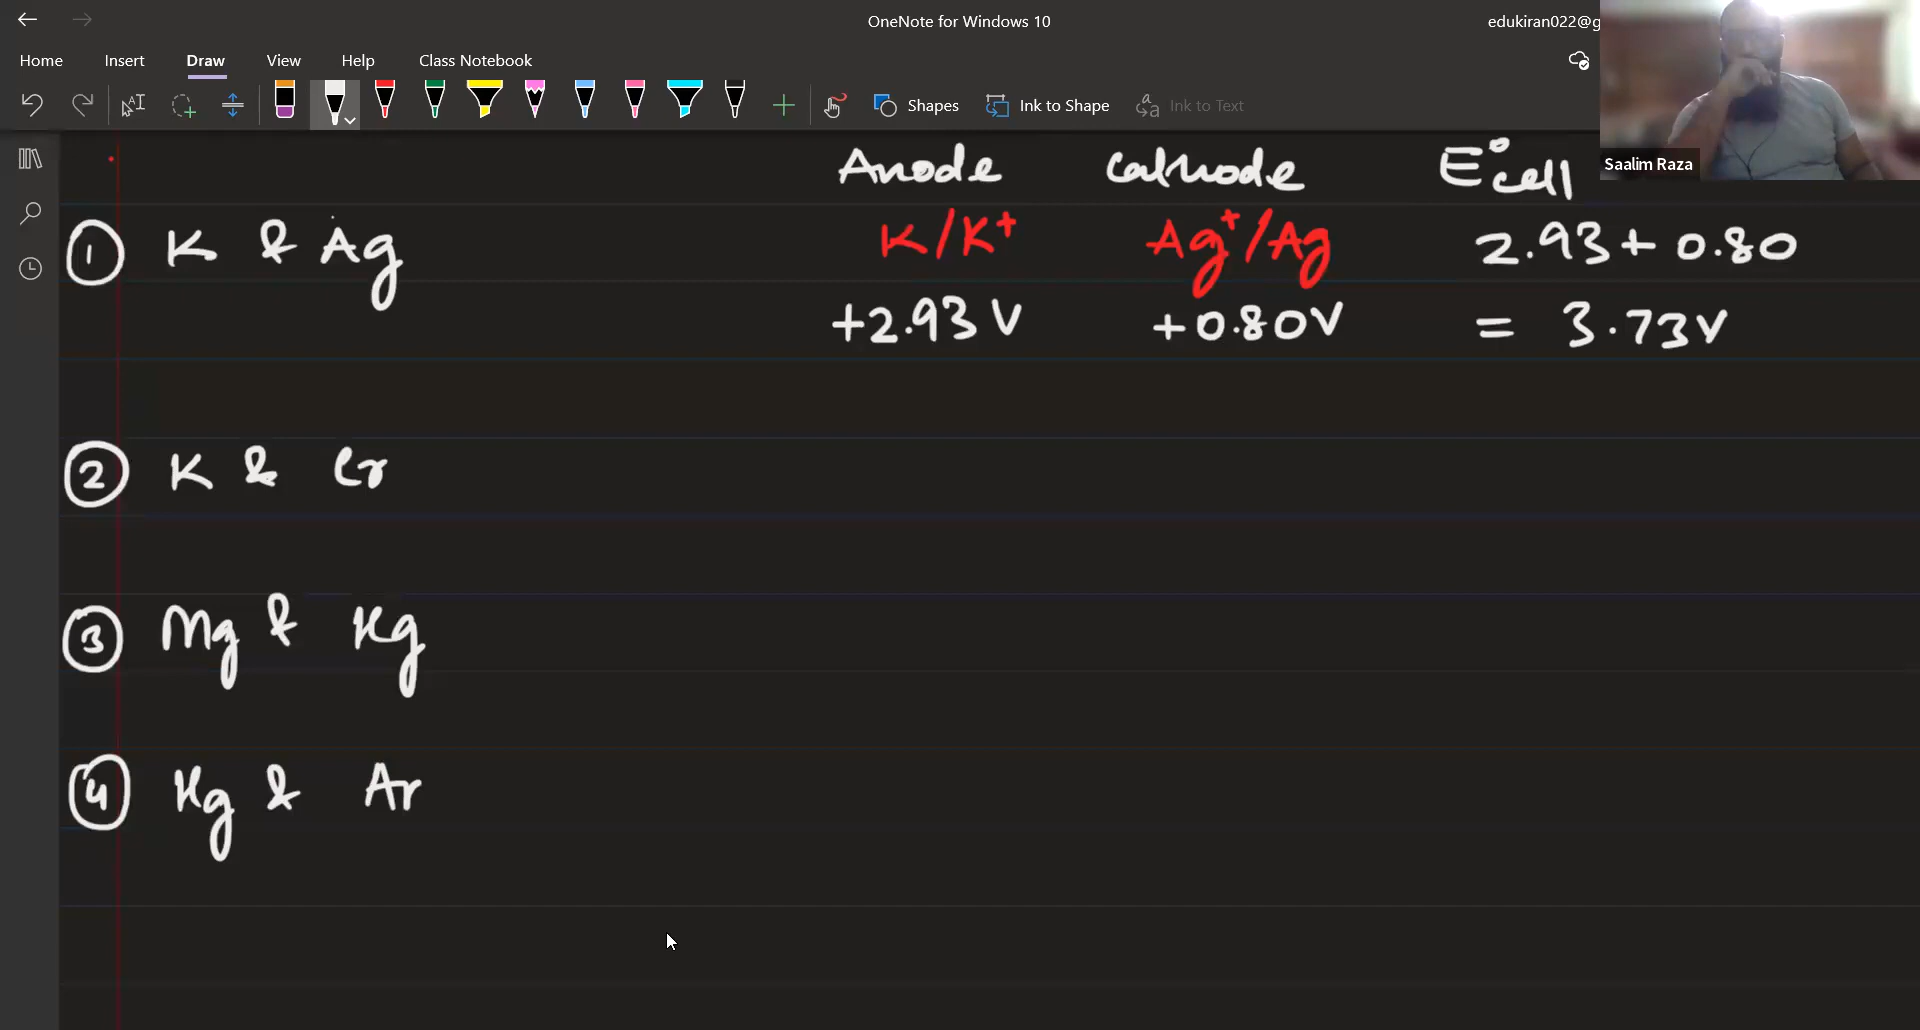 OneNote for Windows 10
edukiran022@g
Home Insert Draw View Help Class Notebook
Shapes Ink to Shape Ink to Text
Saalim Raza
Anode Cathode E°cell
① K & Ag K/K⁺ Ag⁺/Ag 2.93 + 0.80
+2.93 V +0.80V = 3.73V
② K & Cr
③ Mg & Hg
④ Hg & Ar